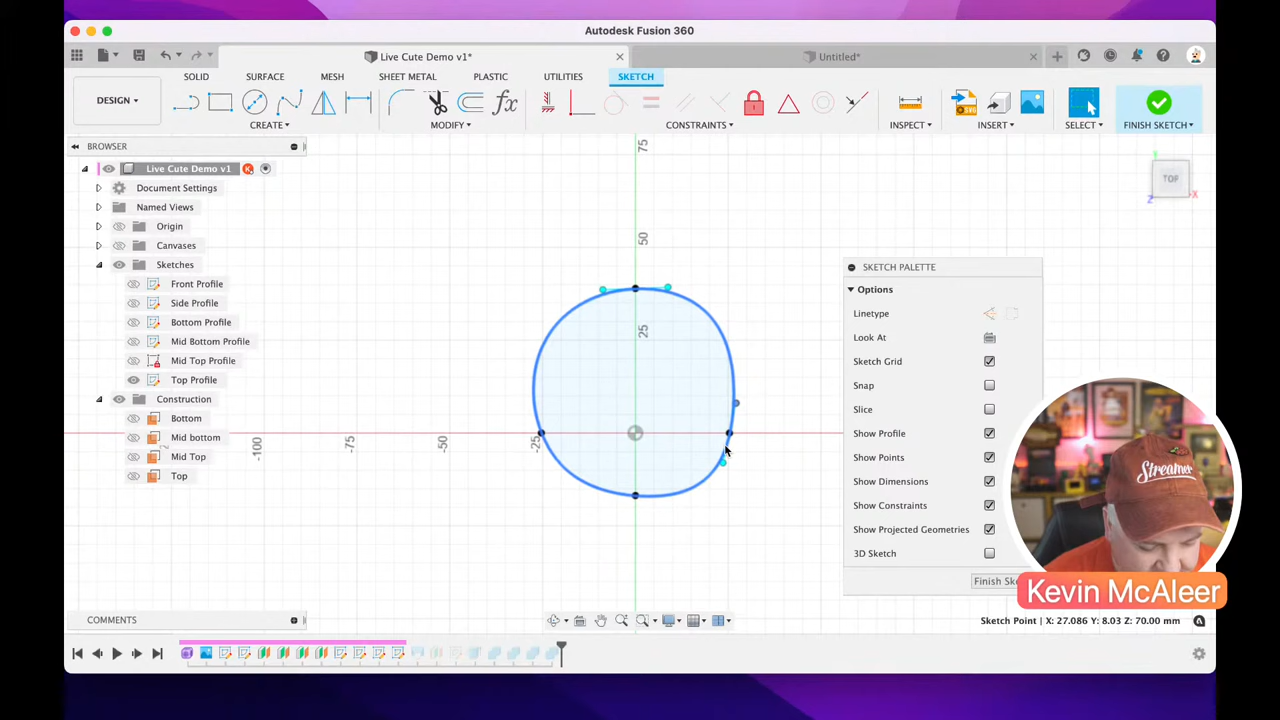 Autodesk Fusion 360
Live Cute Demo v1*
Untitled*
SOLID SURFACE MESH SHEET METAL PLASTIC UTILITIES SKETCH
DESIGN
CREATE MODIFY CONSTRAINTS INSPECT INSERT SELECT FINISH SKETCH
BROWSER
Live Cute Demo v1
Document Settings
Named Views
Origin
Canvases
Sketches
Front Profile
Side Profile
Bottom Profile
Mid Bottom Profile
Mid Top Profile
Top Profile
Construction
Bottom
Mid bottom
Mid Top
Top
COMMENTS
75
50
25
-25
-50
-75
-100
TOP
X
Z
SKETCH PALETTE
Options
Linetype
Look At
Sketch Grid
Snap
Slice
Show Profile
Show Points
Show Dimensions
Show Constraints
Show Projected Geometries
3D Sketch
Finish Ske
Streamer
Kevin McAleer
Sketch Point | X: 27.086 Y: 8.03 Z: 70.00 mm